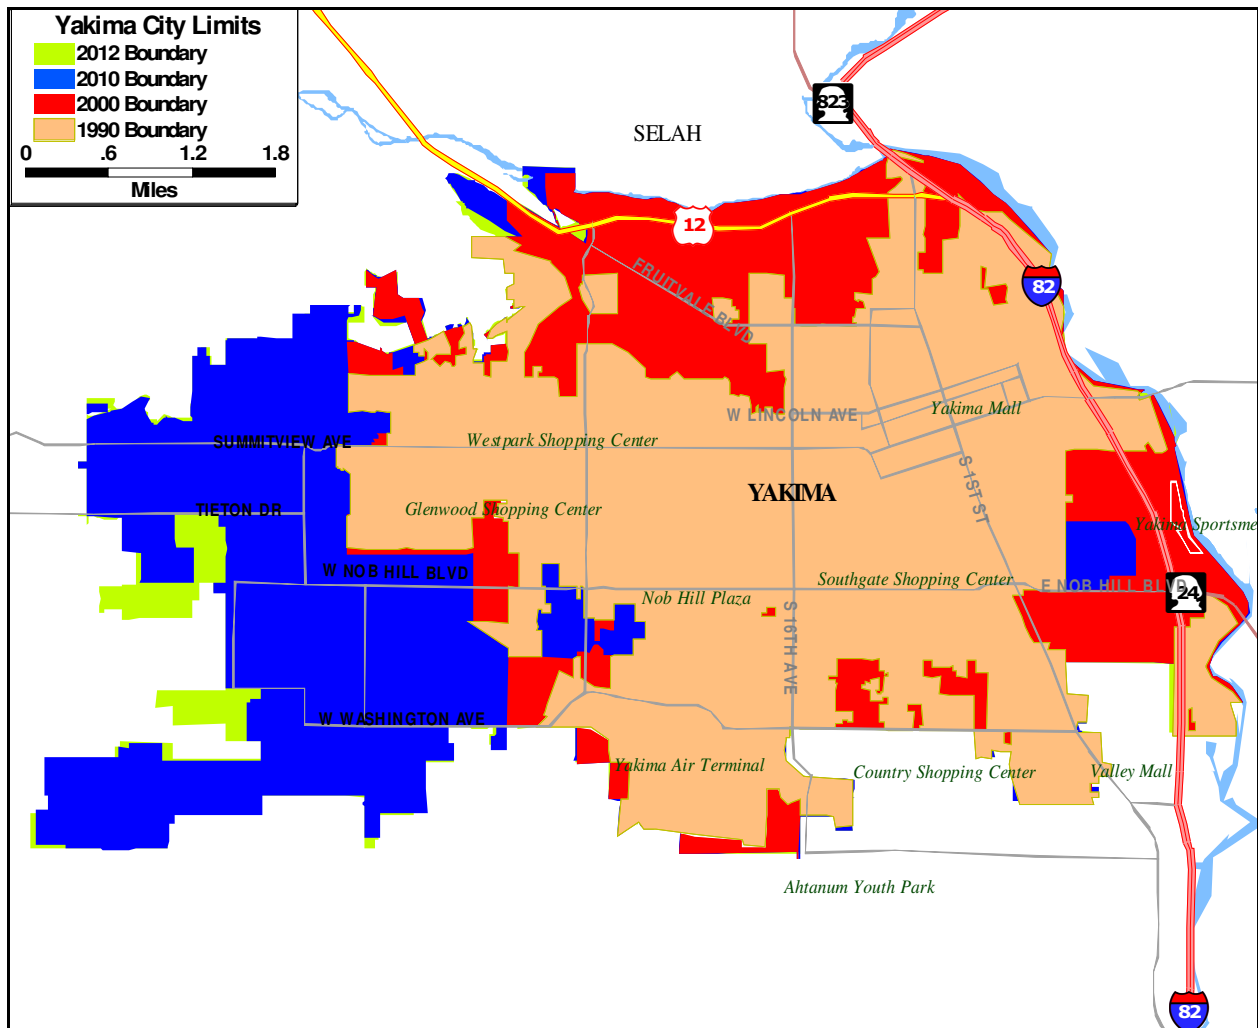 Yakima City Limits
2012 Boundary
2010 Boundary
2000 Boundary
1990 Boundary
0 .6 1.2 1.8
Miles
823
SELAH
12
FRUITVALE BLVD
82
W LINCOLN AVE
Yakima Mall
SUMMITVIEW AVE
Westpark Shopping Center
YAKIMA
S 1ST ST
TIETON DR
Glenwood Shopping Center
Yakima Sportsme
W NOB HILL BLVD
Southgate Shopping Center
E NOB HILL BLVD
24
Nob Hill Plaza
S 16TH AVE
W WASHINGTON AVE
Yakima Air Terminal
Country Shopping Center
Valley Mall
Ahtanum Youth Park
82